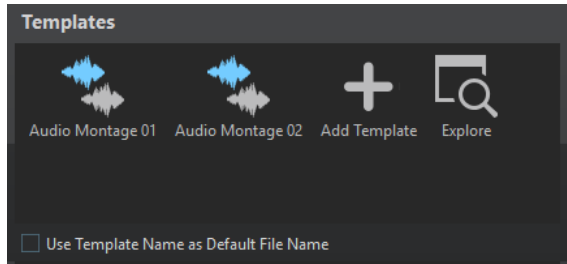 Templates
Audio Montage 01 Audio Montage 02 Add Template Explore
Use Template Name as Default File Name